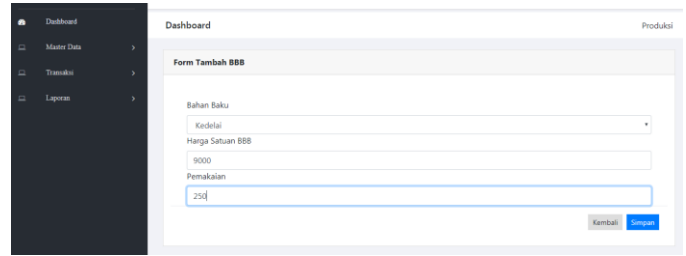 Dashboard
Master Data
Transaksi
Laporan
Dashboard
Produksi
Form Tambah BBB
Bahan Baku
Kedelai
Harga Satuan BBB
9000
Pemakaian
250
Kembali
Simpan